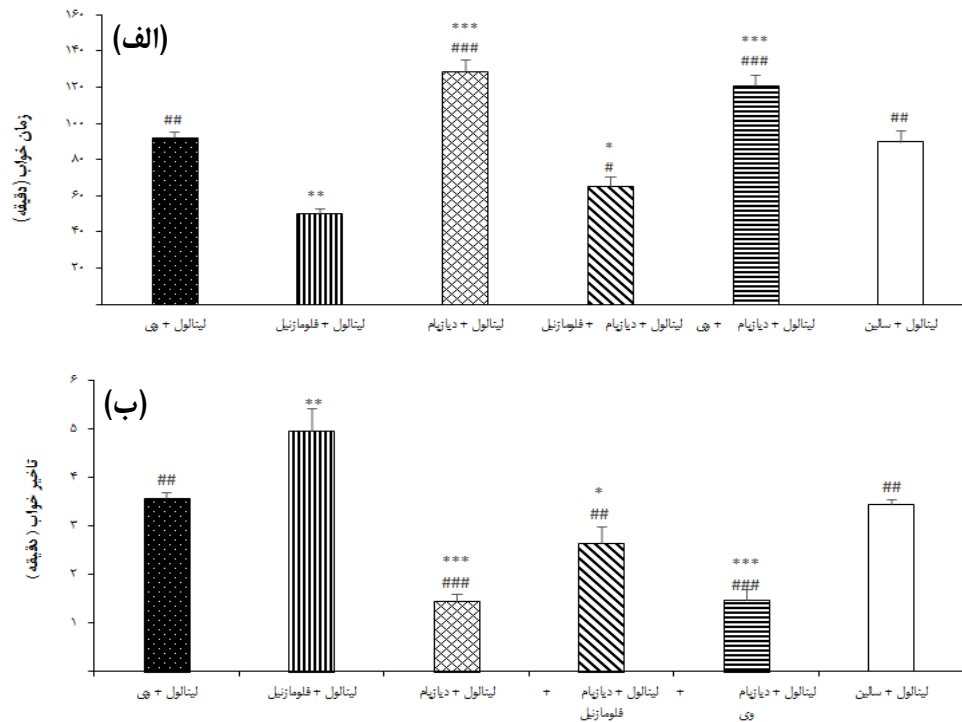 (الف)
زمان خواب (دقیقه)
۱۶۰
۱۴۰
۱۲۰
۱۰۰
۸۰
۶۰
۴۰
۲۰
##
**
***
###
*
#
***
###
##
لینالول + وی
لینالول + فلومازنیل
لینالول + دیازپام
لینالول + دیازپام + فلومازنیل
لینالول + دیازپام + وی
لینالول + سالین
(ب)
تاخیر خواب (دقیقه)
۶
۵
۴
۳
۲
۱
##
**
***
###
*
##
***
###
##
لینالول + وی
لینالول + فلومازنیل
لینالول + دیازپام
لینالول + دیازپام +
فلومازنیل
لینالول + دیازپام +
وی
لینالول + سالین